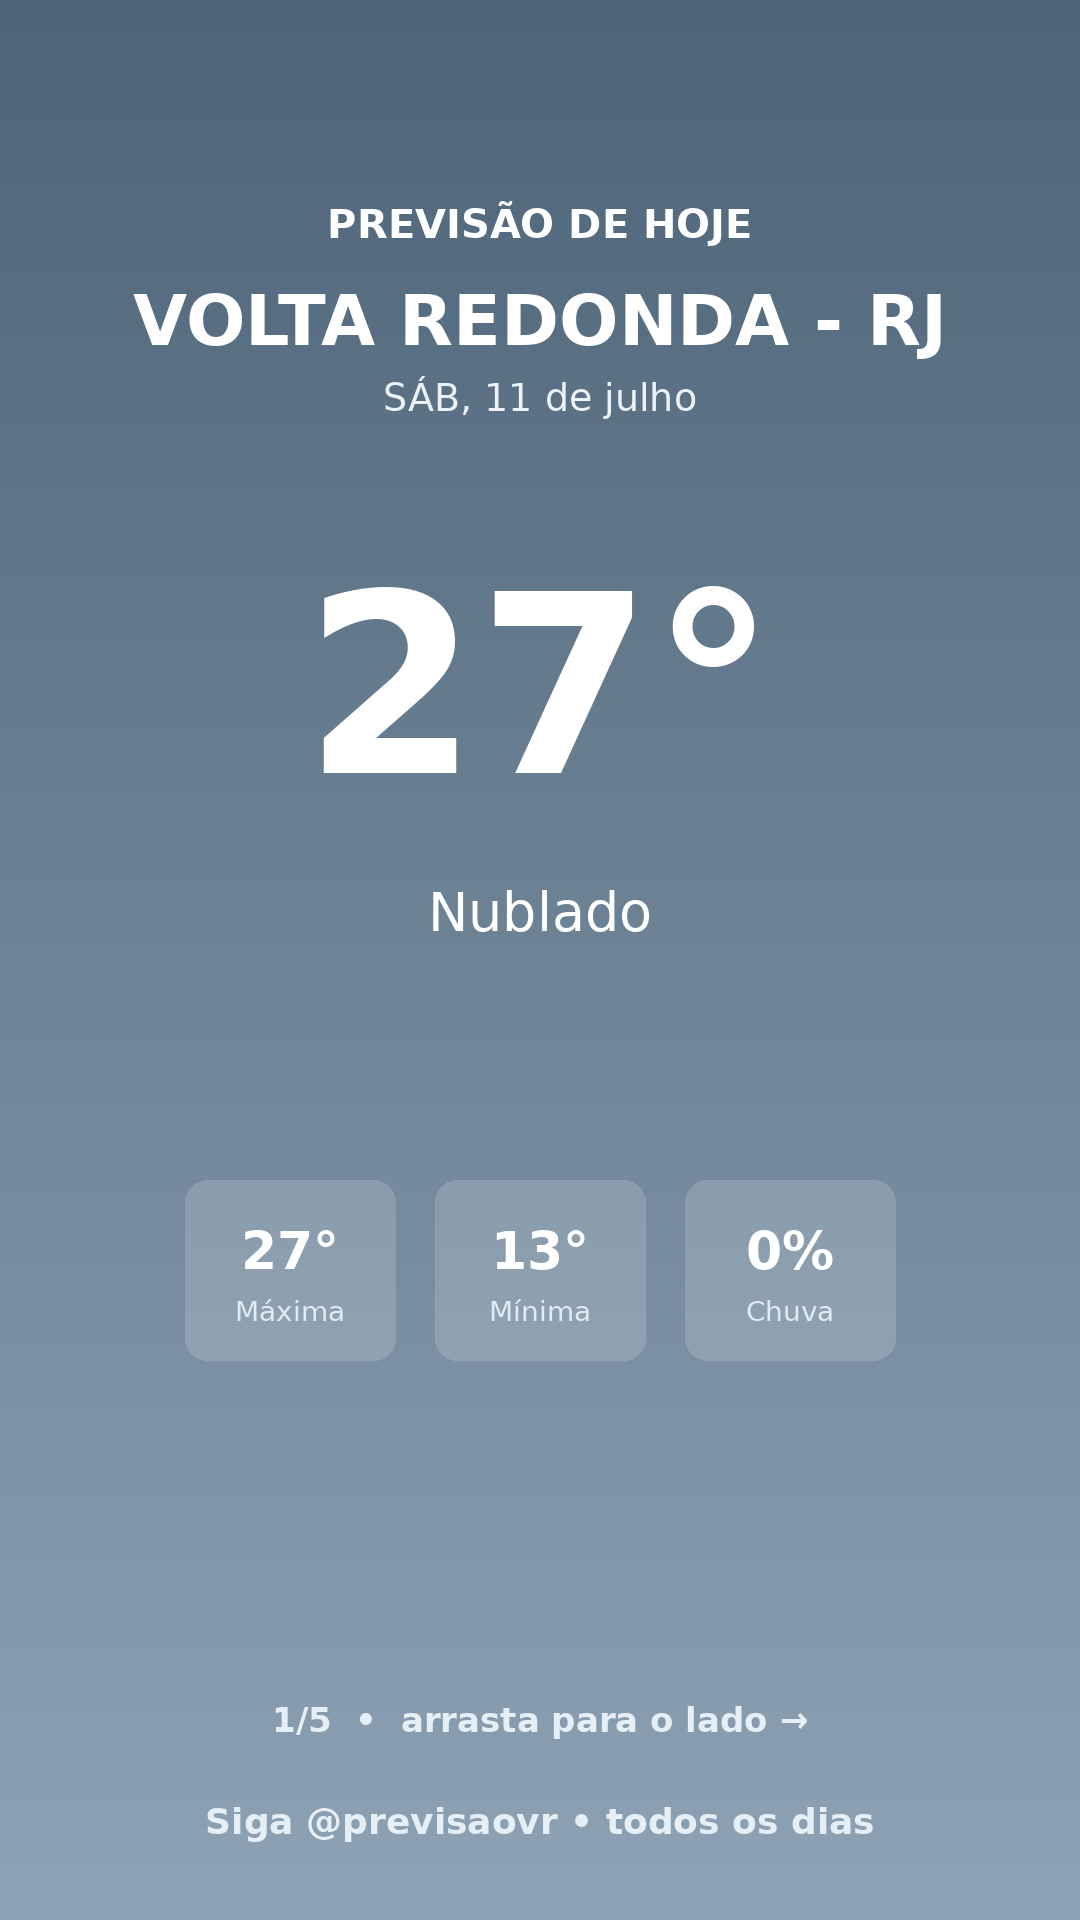 PREVISÃO DE HOJE
VOLTA REDONDA - RJ
SÁB, 11 de julho
27°
Nublado
27° 13° 0%
Máxima Mínima Chuva
1/5 • arrasta para o lado →
Siga @previsaovr • todos os dias